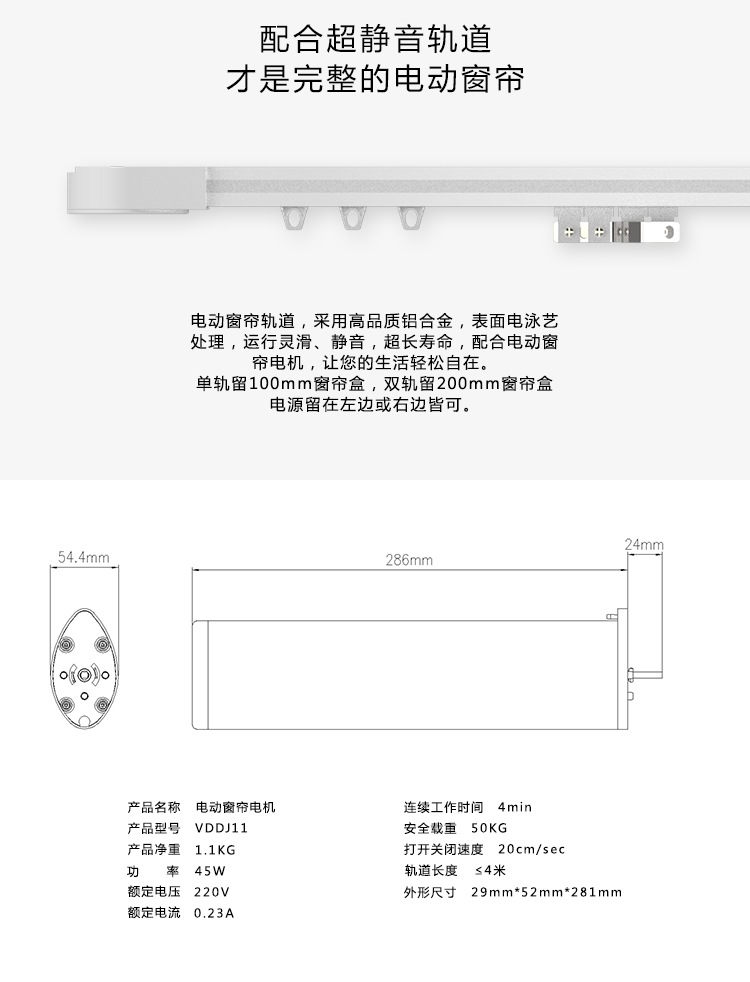 配合超静音轨道
才是完整的电动窗帘
电动窗帘轨道，采用高品质铝合金，表面电泳艺
处理，运行灵滑、静音，超长寿命，配合电动窗
帘电机，让您的生活轻松自在。
单轨留100mm窗帘盒，双轨留200mm窗帘盒
电源留在左边或右边皆可。
54.4mm
286mm
24mm
产品名称 电动窗帘电机
产品型号 VDDJ11
产品净重 1.1KG
功 率 45W
额定电压 220V
额定电流 0.23A
连续工作时间 4min
安全载重 50KG
打开关闭速度 20cm/sec
轨道长度 ≤4米
外形尺寸 29mm*52mm*281mm